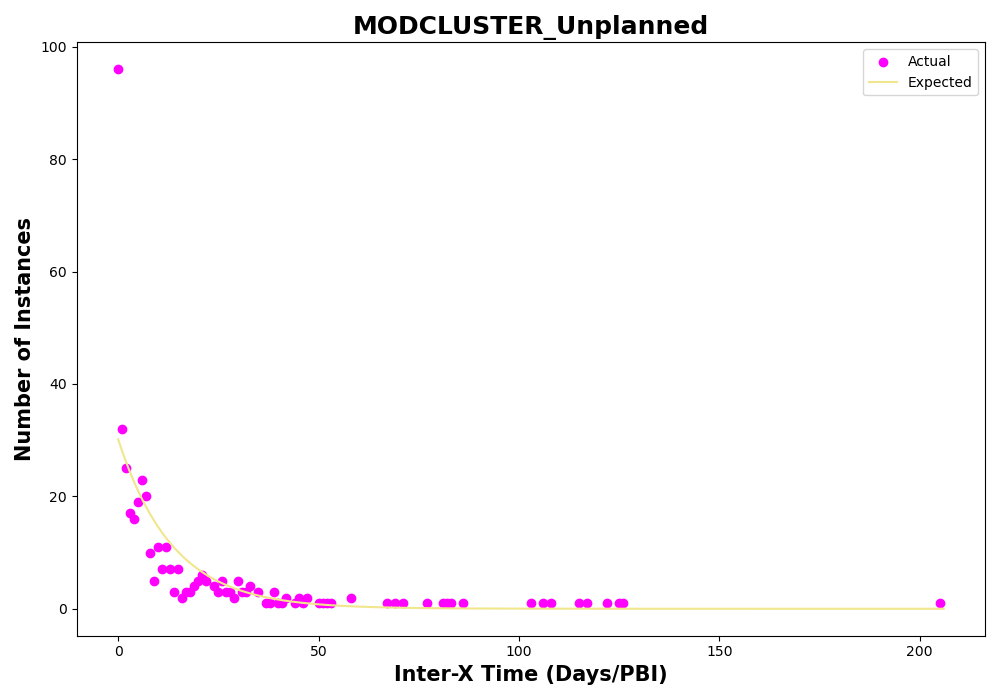 MODCLUSTER_Unplanned
Actual
Expected
Number of Instances
100
80
60
40
20
0
0
50
100
150
200
Inter-X Time (Days/PBI)